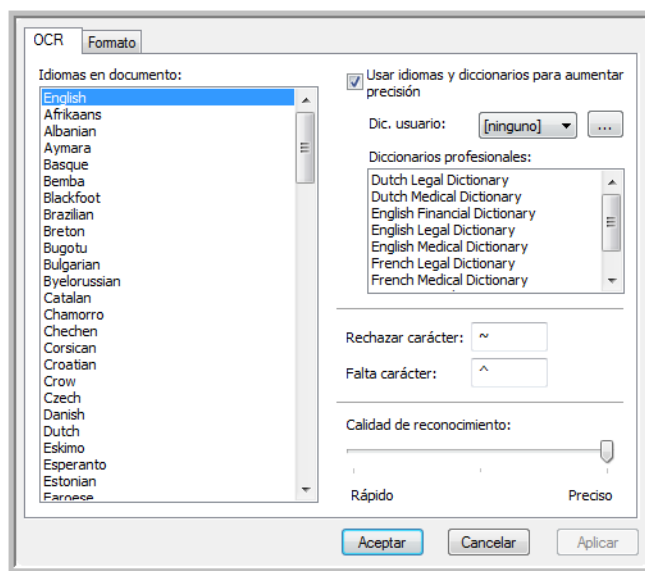 OCR
Formato
Idiomas en documento:
English
Afrikaans
Albanian
Aymara
Basque
Bemba
Blackfoot
Brazilian
Breton
Bugotu
Bulgarian
Byelorussian
Catalan
Chamorro
Chechen
Corsican
Croatian
Crow
Czech
Danish
Dutch
Eskimo
Esperanto
Estonian
Faroese
Usar idiomas y diccionarios para aumentar
precisión
Dic. usuario:
[ninguno]
...
Diccionarios profesionales:
Dutch Legal Dictionary
Dutch Medical Dictionary
English Financial Dictionary
English Legal Dictionary
English Medical Dictionary
French Legal Dictionary
French Medical Dictionary
Rechazar carácter: ~
Falta carácter: ^
Calidad de reconocimiento:
Rápido
Preciso
Aceptar
Cancelar
Aplicar